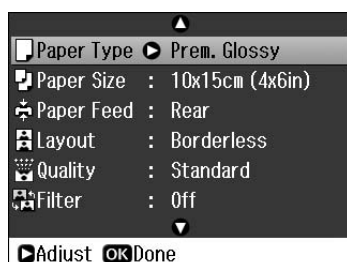 Paper Type Prem. Glossy
Paper Size : 10x15cm (4x6in)
Paper Feed : Rear
Layout : Borderless
Quality : Standard
Filter : Off
Adjust OK Done